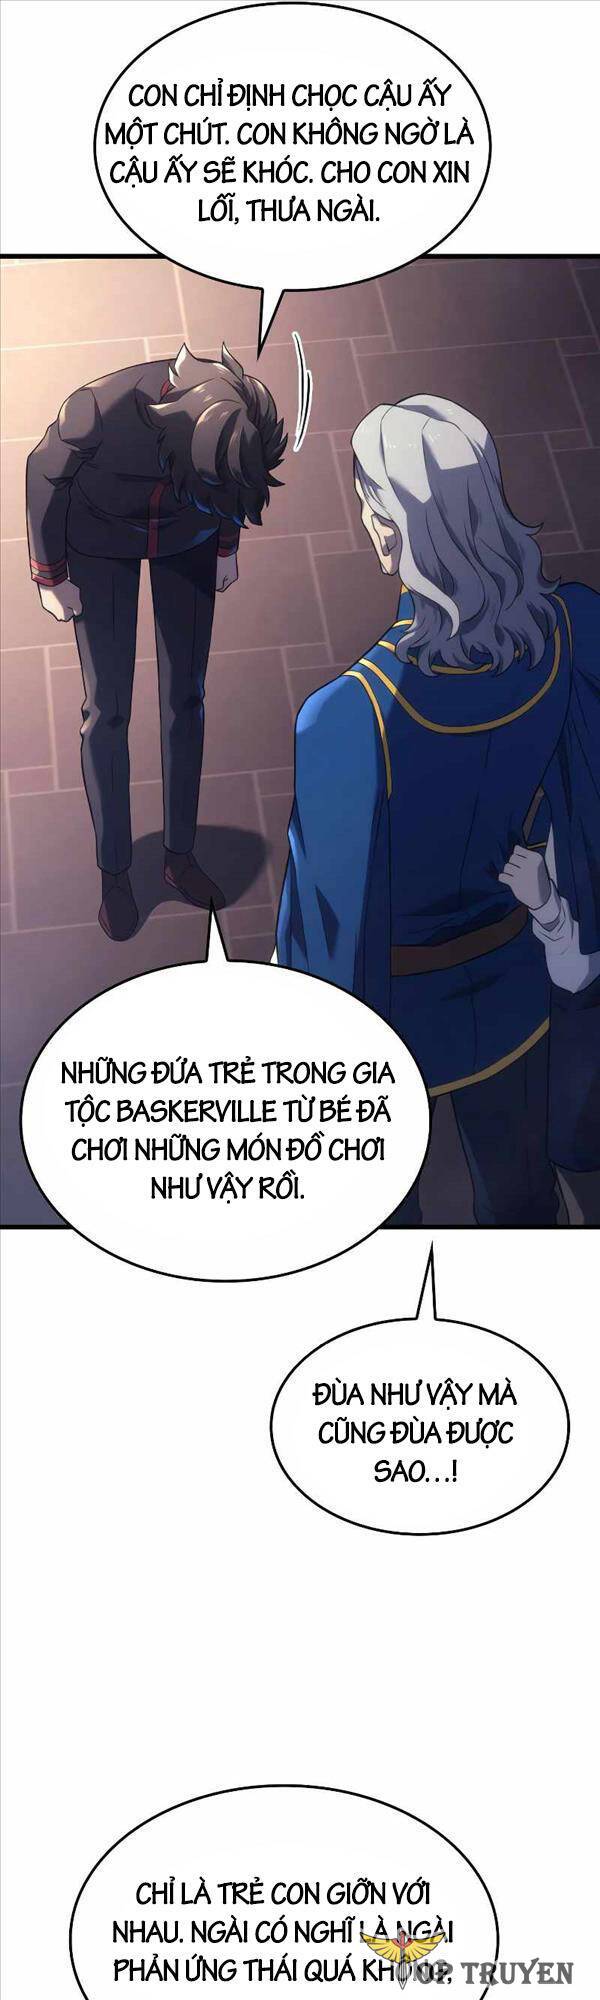 CON CHỈ ĐỊNH CHỌC CẬU ẤY
MỘT CHÚT. CON KHÔNG NGỜ LÀ
CẬU ẤY SẼ KHÓC. CHO CON XIN
LỖI, THƯA NGÀI.
NHỮNG ĐỨA TRẺ TRONG GIA
TỘC BASKERVILLE TỪ BÉ ĐÃ
CHƠI NHỮNG MÓN ĐỒ CHƠI
NHƯ VẬY RỒI.
ĐÙA NHƯ VẬY MÀ
CŨNG ĐÙA ĐƯỢC
SAO...!
CHỈ LÀ TRẺ CON GIỠN VỚI
NHAU. NGÀI CÓ NGHĨ LÀ NGÀI
PHẢN ỨNG THÁI QUÁ KHÔNG,
TOP TRUYEN